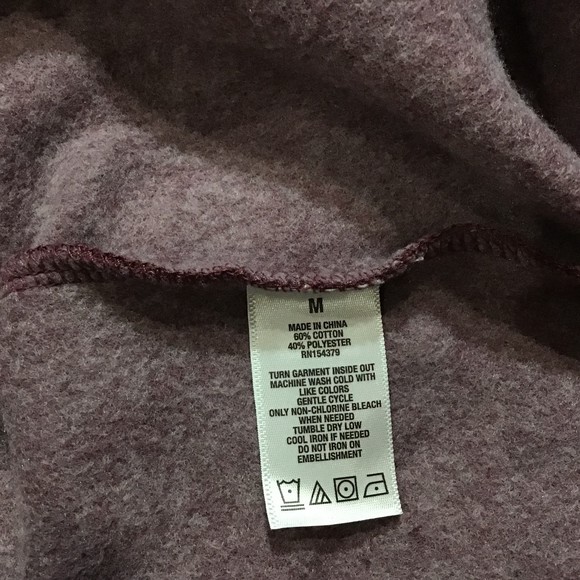 M
MADE IN CHINA
60% COTTON
40% POLYESTER
RN154379
TURN GARMENT INSIDE OUT
MACHINE WASH COLD WITH
LIKE COLORS
GENTLE CYCLE
ONLY NON-CHLORINE BLEACH
WHEN NEEDED
TUMBLE DRY LOW
COOL IRON IF NEEDED
DO NOT IRON ON
EMBELLISHMENT